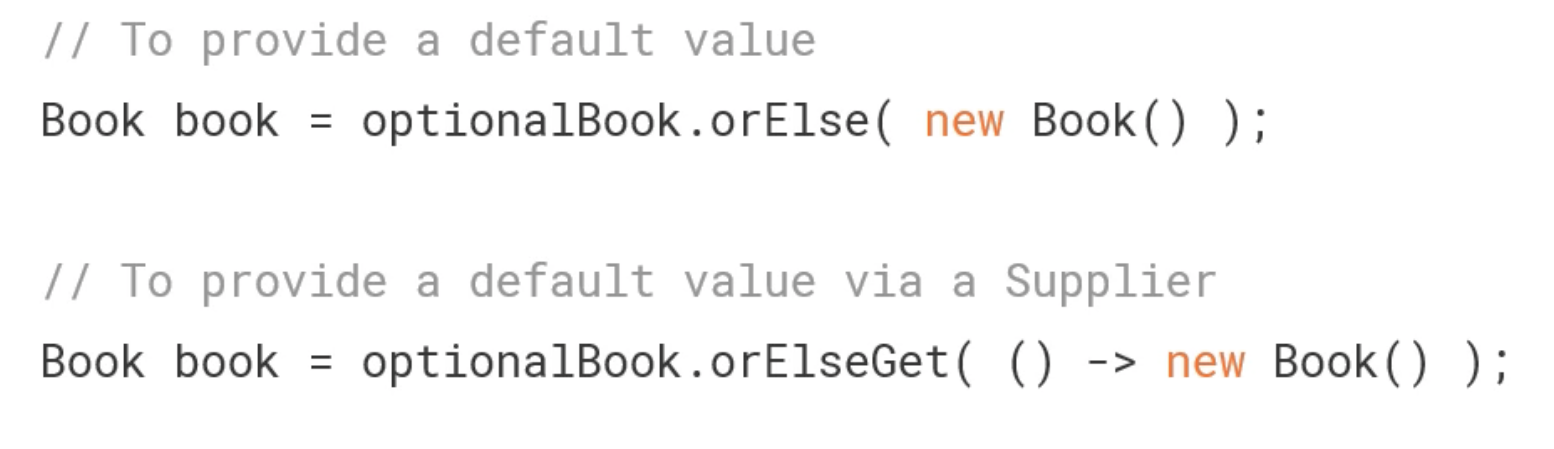 // To provide a default value
Book book = optionalBook.orElse( new Book() );
// To provide a default value via a Supplier
Book book = optionalBook.orElseGet( () -> new Book() );